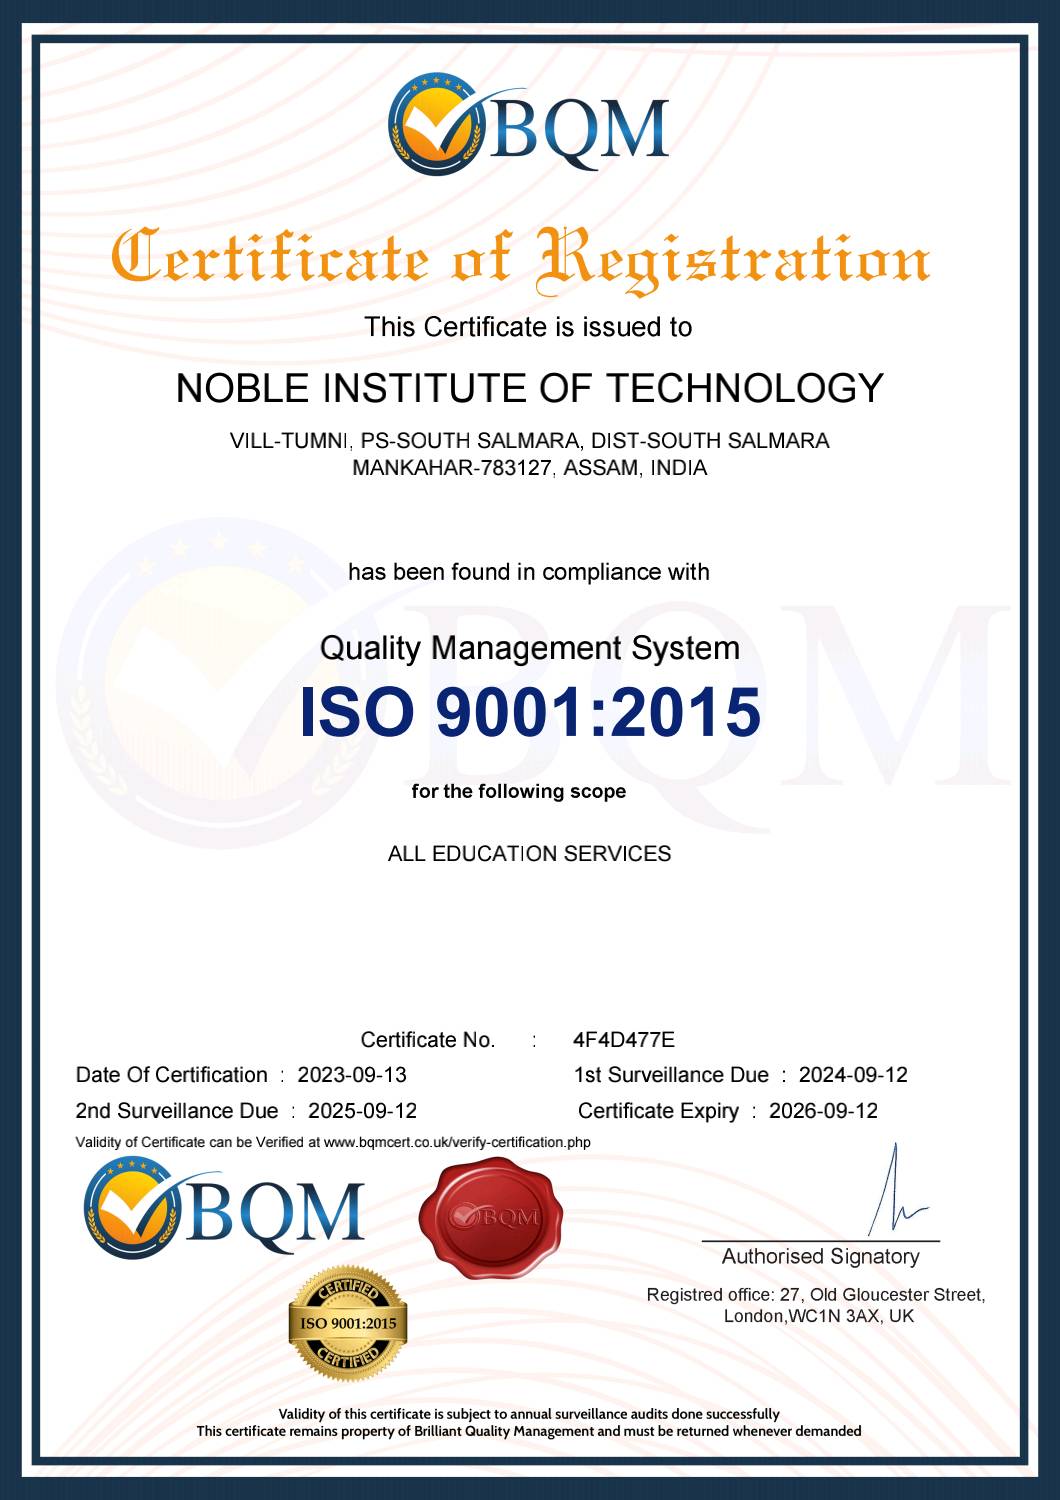 BQM
Certificate of Registration
This Certificate is issued to
NOBLE INSTITUTE OF TECHNOLOGY
VILL-TUMNI, PS-SOUTH SALMARA, DIST-SOUTH SALMARA
MANKAHAR-783127, ASSAM, INDIA
has been found in compliance with
BQM
Quality Management System
ISO 9001:2015
for the following scope
ALL EDUCATION SERVICES
Certificate No. : 4F4D477E
Date Of Certification : 2023-09-13 1st Surveillance Due : 2024-09-12
2nd Surveillance Due : 2025-09-12 Certificate Expiry : 2026-09-12
Validity of Certificate can be Verified at www.bqmcert.co.uk/verify-certification.php
BQM
BQM
Authorised Signatory
Registred office: 27, Old Gloucester Street,
London,WC1N 3AX, UK
CERTIFIED
ISO 9001:2015
CERTIFIED
Validity of this certificate is subject to annual surveillance audits done successfully
This certificate remains property of Brilliant Quality Management and must be returned whenever demanded